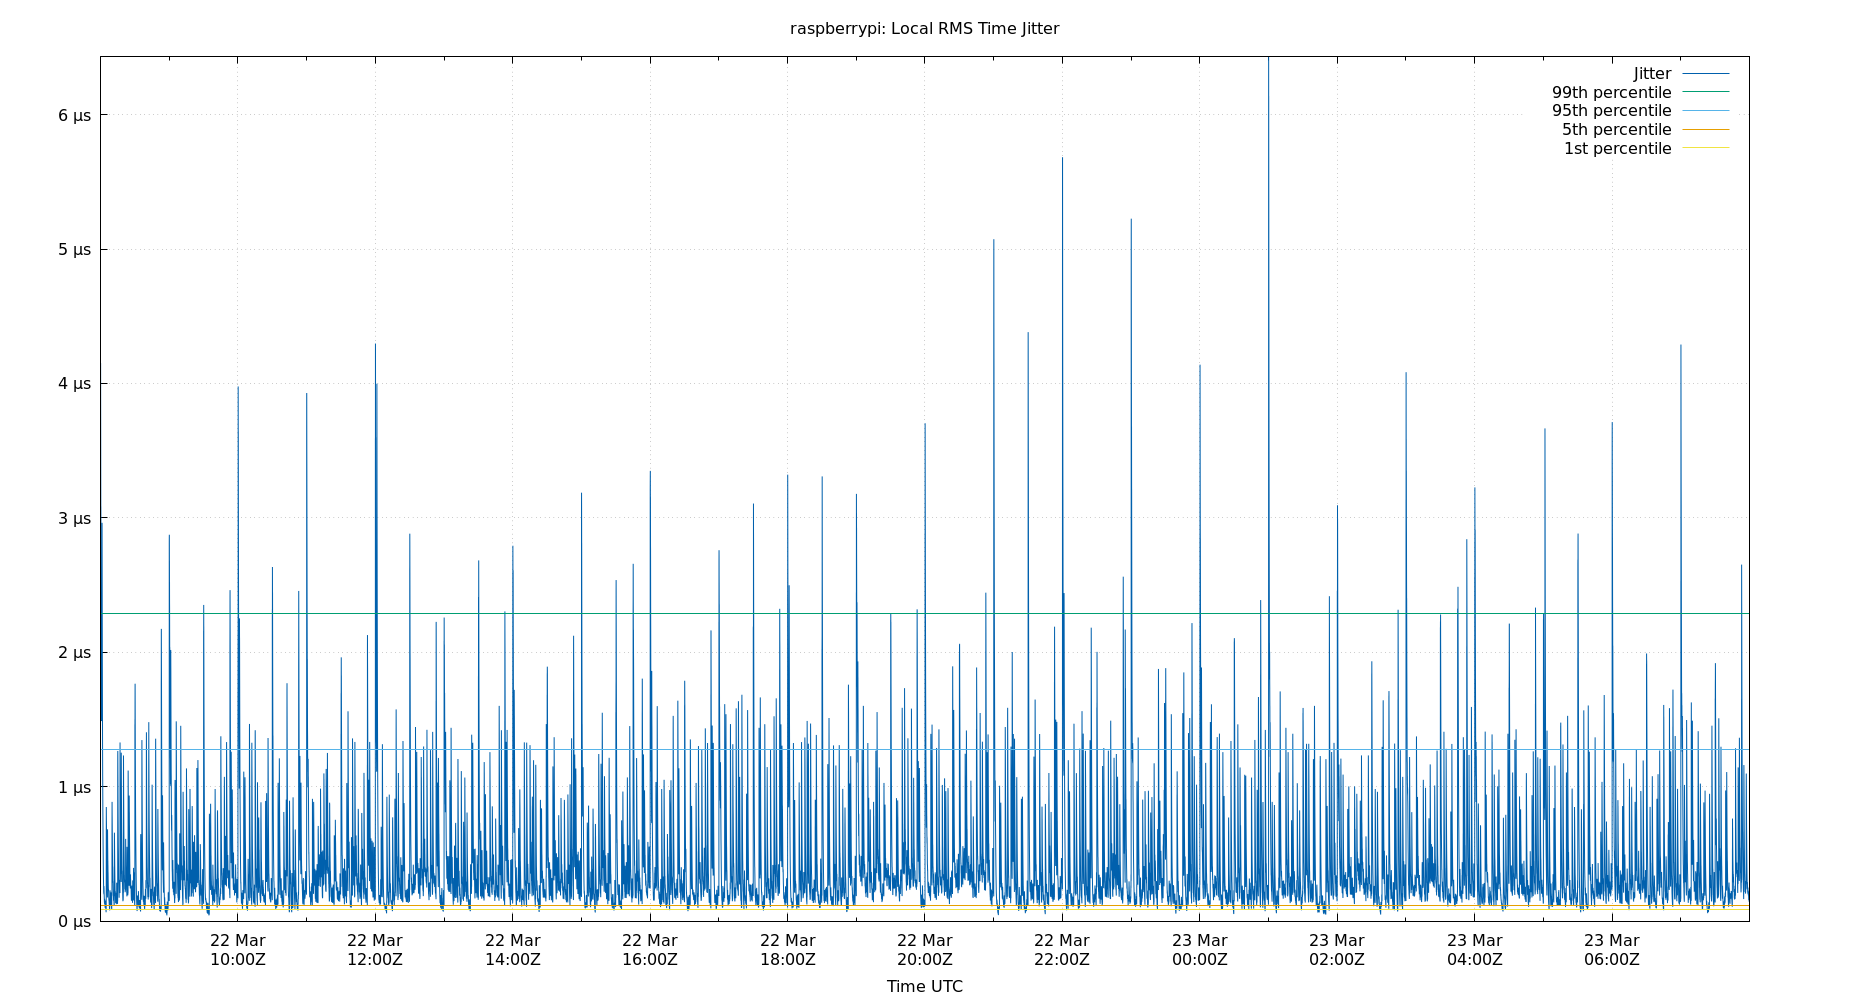 raspberrypi: Local RMS Time Jitter
Jitter
99th percentile
95th percentile
5th percentile
1st percentile
6 µs
5 µs
4 µs
3 µs
2 µs
1 µs
0 µs
22 Mar
10:00Z
22 Mar
12:00Z
22 Mar
14:00Z
22 Mar
16:00Z
22 Mar
18:00Z
22 Mar
20:00Z
22 Mar
22:00Z
23 Mar
00:00Z
23 Mar
02:00Z
23 Mar
04:00Z
23 Mar
06:00Z
Time UTC